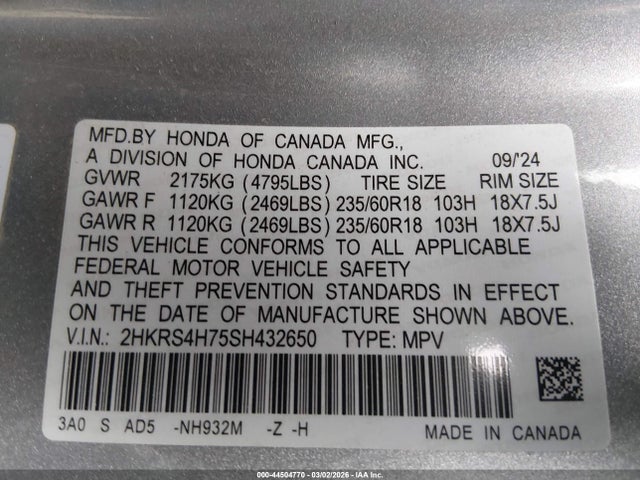 MFD.BY HONDA OF CANADA MFG.,
A DIVISION OF HONDA CANADA INC. 09/'24
GVWR 2175KG (4795LBS) TIRE SIZE RIM SIZE
GAWR F 1120KG (2469LBS) 235/60R18 103H 18X7.5J
GAWR R 1120KG (2469LBS) 235/60R18 103H 18X7.5J
THIS VEHICLE CONFORMS TO ALL APPLICABLE
FEDERAL MOTOR VEHICLE SAFETY
AND THEFT PREVENTION STANDARDS IN EFFECT
ON THE DATE OF MANUFACTURE SHOWN ABOVE.
V.I.N.: 2HKRS4H75SH432650 TYPE: MPV
3A0 S AD5 -NH932M -Z -H MADE IN CANADA
000-44504770 | 03/02/2026 - IAA Inc.